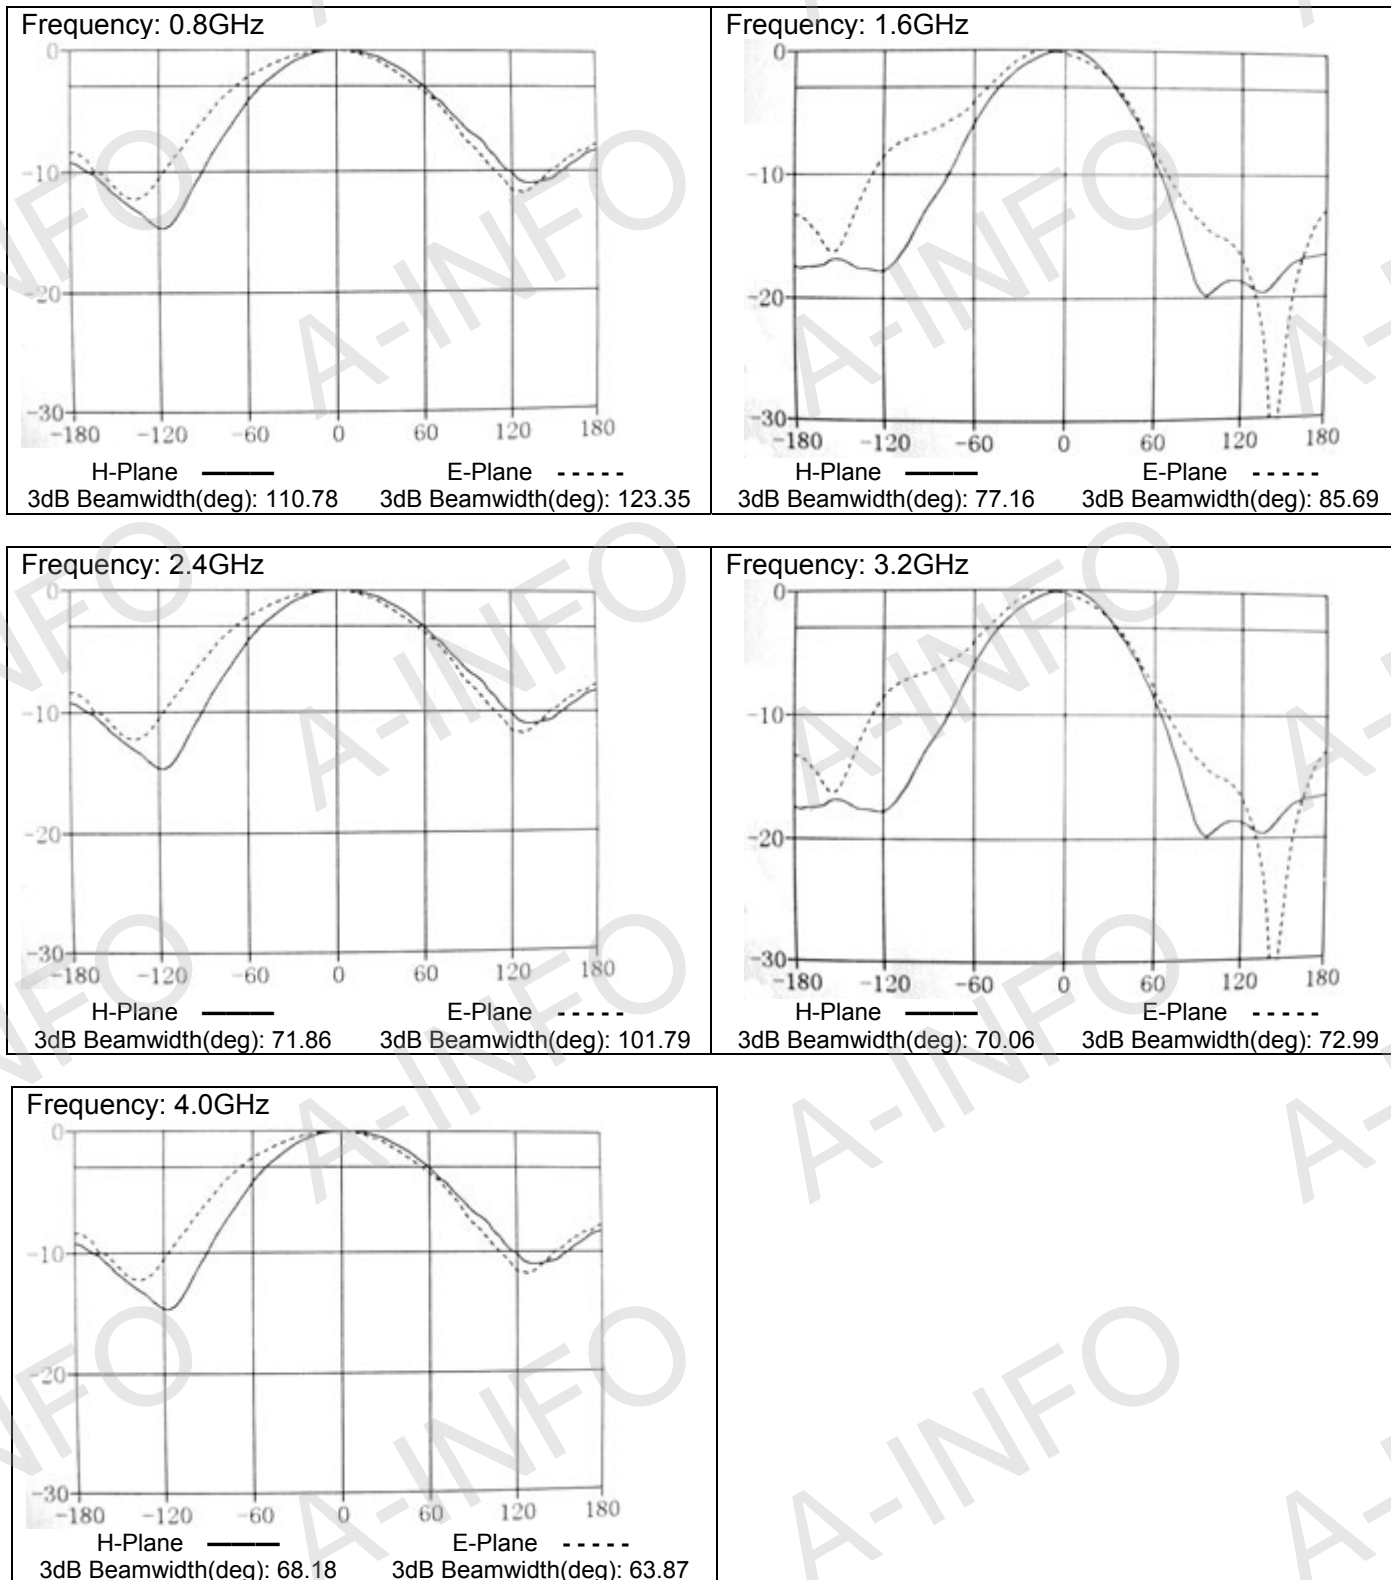 Frequency: 0.8GHz
0
-10
-20
-30
-180 -120 -60 0 60 120 180
H-Plane E-Plane
3dB Beamwidth(deg): 110.78 3dB Beamwidth(deg): 123.35
Frequency: 1.6GHz
0
-10
-20
-30
-180 -120 -60 0 60 120 180
H-Plane E-Plane
3dB Beamwidth(deg): 77.16 3dB Beamwidth(deg): 85.69
Frequency: 2.4GHz
0
-10
-20
-30
-180 -120 -60 0 60 120 180
H-Plane E-Plane
3dB Beamwidth(deg): 71.86 3dB Beamwidth(deg): 101.79
Frequency: 3.2GHz
0
-10
-20
-30
-180 -120 -60 0 60 120 180
H-Plane E-Plane
3dB Beamwidth(deg): 70.06 3dB Beamwidth(deg): 72.99
Frequency: 4.0GHz
0
-10
-20
-30
-180 -120 -60 0 60 120 180
H-Plane E-Plane
3dB Beamwidth(deg): 68.18 3dB Beamwidth(deg): 63.87
A-INFO
A-INFO
A-INFO
A-INFO
A-INFO
A-INFO